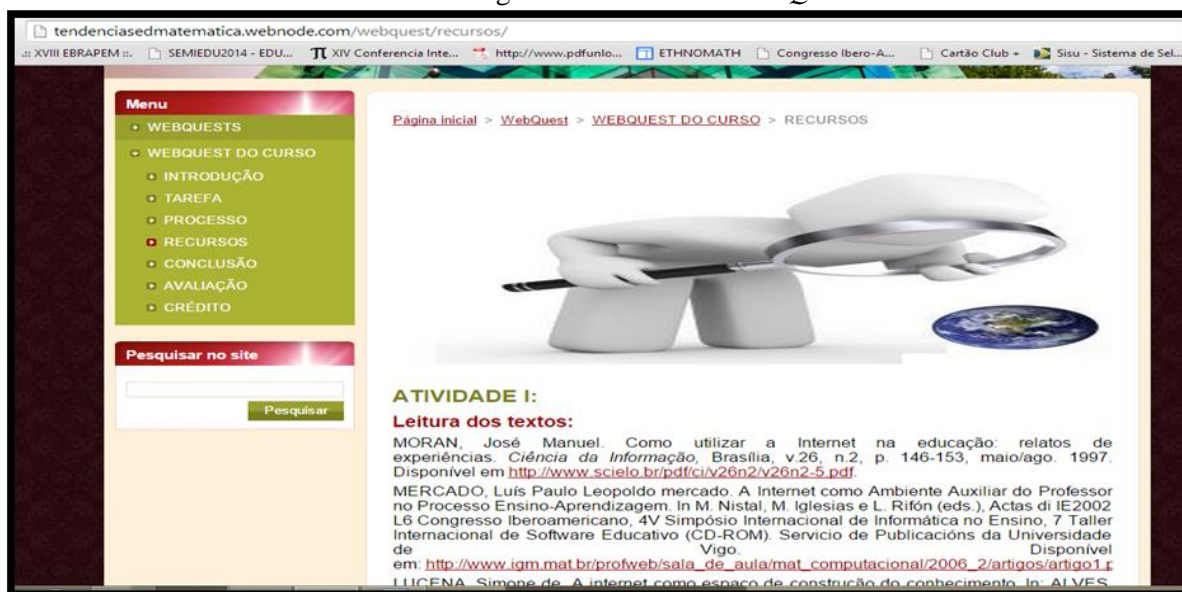 tendenciasedmatematica.webnode.com/webquest/recursos/
.:: XVIII EBRAPEM ::. SEMIEDU2014 - EDU... XIV Conferencia Inte... http://www.pdfunlo... ETHNOMATH Congresso Ibero-A... Cartão Club + Sisu - Sistema de Sel...
Menu
WEBQUESTS
WEBQUEST DO CURSO
INTRODUÇÃO
TAREFA
PROCESSO
RECURSOS
CONCLUSÃO
AVALIAÇÃO
CRÉDITO
Pesquisar no site
Pesquisar
Página inicial > WebQuest > WEBQUEST DO CURSO > RECURSOS
ATIVIDADE I:
Leitura dos textos:
MORAN, José Manuel. Como utilizar a Internet na educação: relatos de
experiências. Ciência da Informação, Brasília, v.26, n.2, p. 146-153, maio/ago. 1997.
Disponível em http://www.scielo.br/pdf/ci/v26n2/v26n2-5.pdf.
MERCADO, Luís Paulo Leopoldo mercado. A Internet como Ambiente Auxiliar do Professor
no Processo Ensino-Aprendizagem. In M. Nistal, M. Iglesias e L. Rifón (eds.), Actas di IE2002
L6 Congresso Iberoamericano, 4V Simpósio Internacional de Informática no Ensino, 7 Taller
Internacional de Software Educativo (CD-ROM). Servicio de Publicacións da Universidade
de Vigo. Disponível
em: http://www.igm.mat.br/profweb/sala_de_aula/mat_computacional/2006_2/artigos/artigo1.p
LUCENA, Simone de. A internet como espaço de construção do conhecimento. In: ALVES,